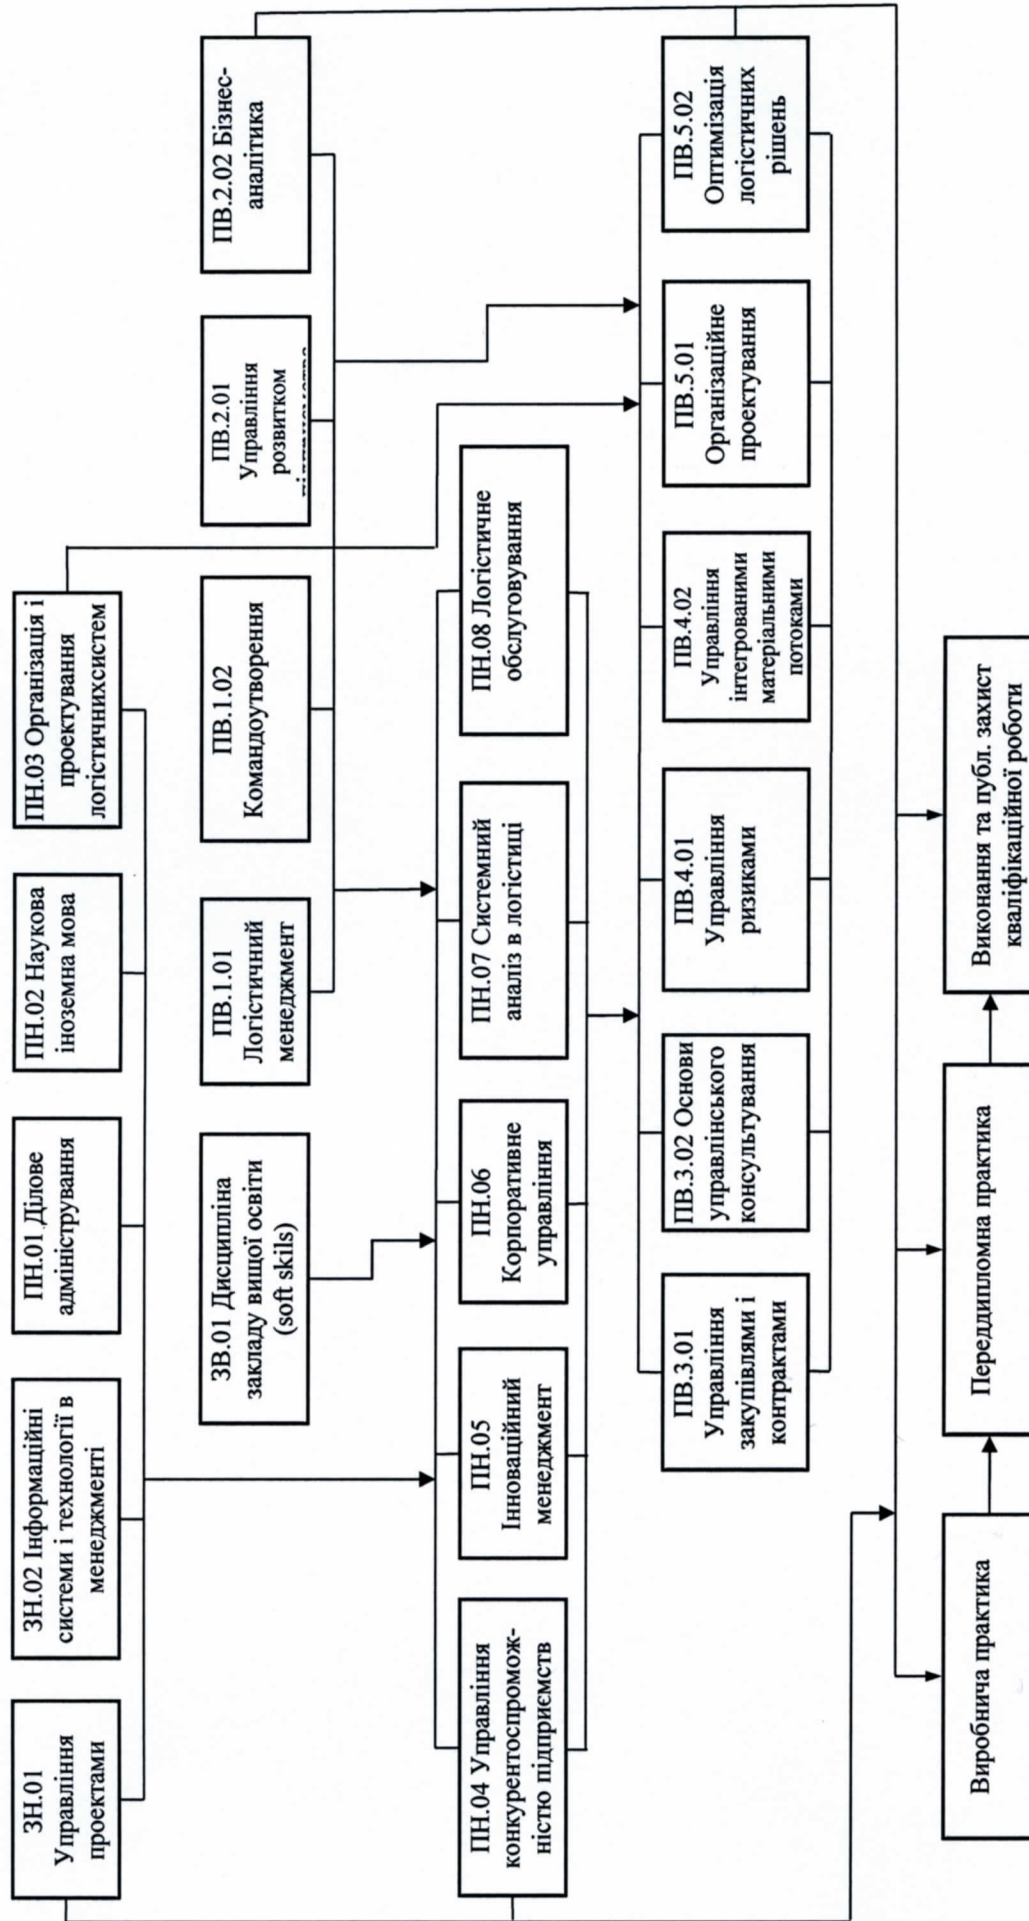 ЗН.01
Управління
проектами
ЗН.02 Інформаційні
системи і технології в
менеджменті
ПН.01 Ділове
адміністрування
ПН.02 Наукова
іноземна мова
ПН.03 Організація і
проектування
логістичнихсистем
ЗВ.01 Дисципліна
закладу вищої освіти
(soft skils)
ПВ.1.01
Логістичний
менеджмент
ПВ.1.02
Командоутворення
ПВ.2.01
Управління
розвитком
ПВ.2.02 Бізнес-
аналітика
ПН.04 Управління
конкурентоспромож-
ністю підприємств
ПН.05
Інноваційний
менеджмент
ПН.06
Корпоративне
управління
ПН.07 Системний
аналіз в логістиці
ПН.08 Логістичне
обслуговування
ПВ.3.01
Управління
закупівлями і
контрактами
ПВ.3.02 Основи
управлінського
консультування
ПВ.4.01
Управління
ризиками
ПВ.4.02
Управління
інтегрованими
матеріальними
потоками
ПВ.5.01
Організаційне
проектування
ПВ.5.02
Оптимізація
логістичних
рішень
Виробнича практика
Переддипломна практика
Виконання та публ. захист
кваліфікаційної роботи